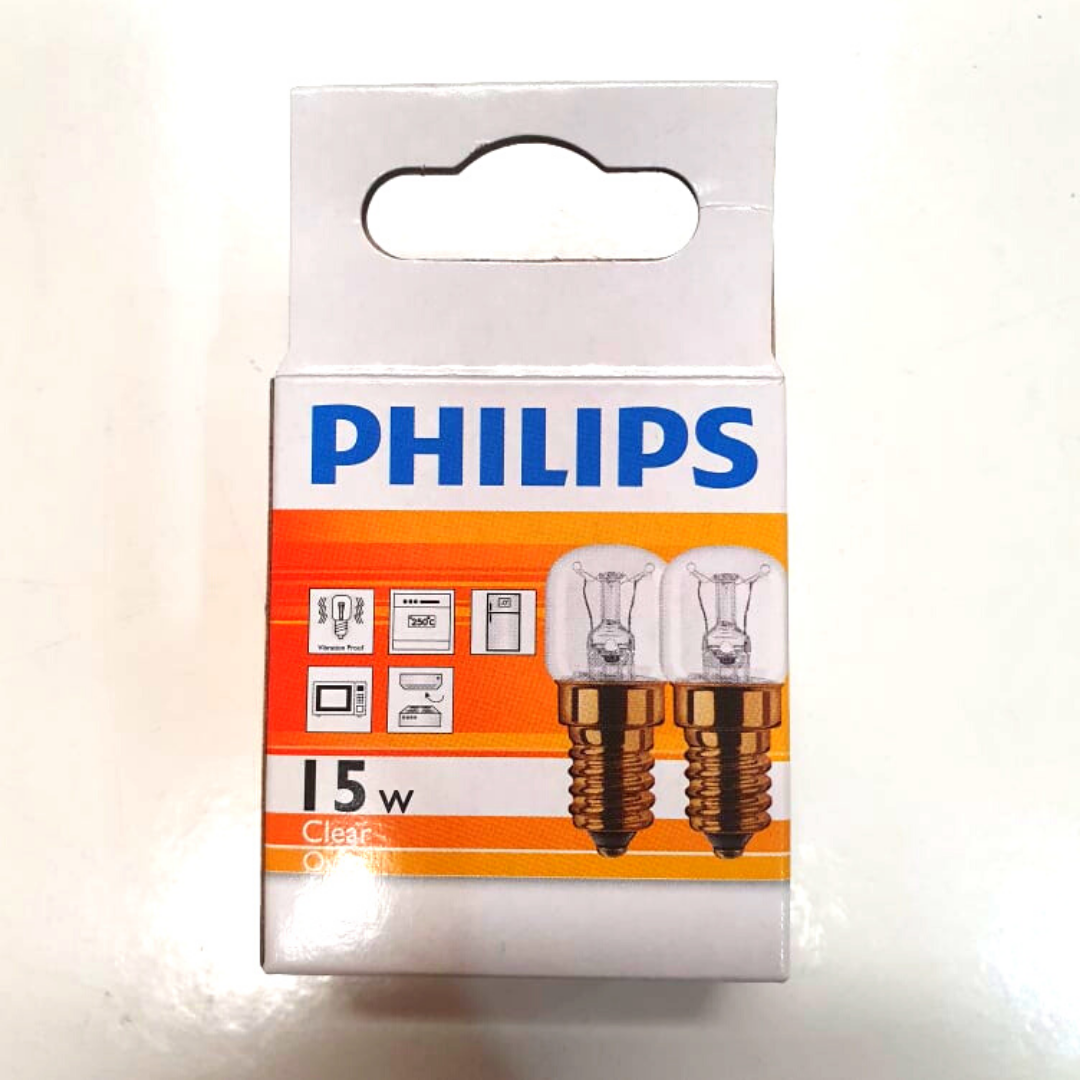 PHILIPS
250°C
Vibration Proof
15 W
Clear